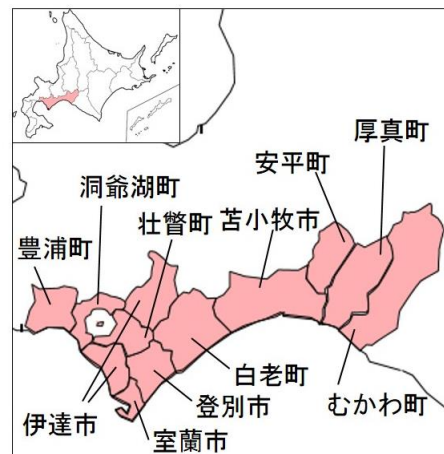 厚真町
安平町
洞爺湖町
壮瞥町
苫小牧市
豊浦町
白老町
むかわ町
登別市
伊達市
室蘭市